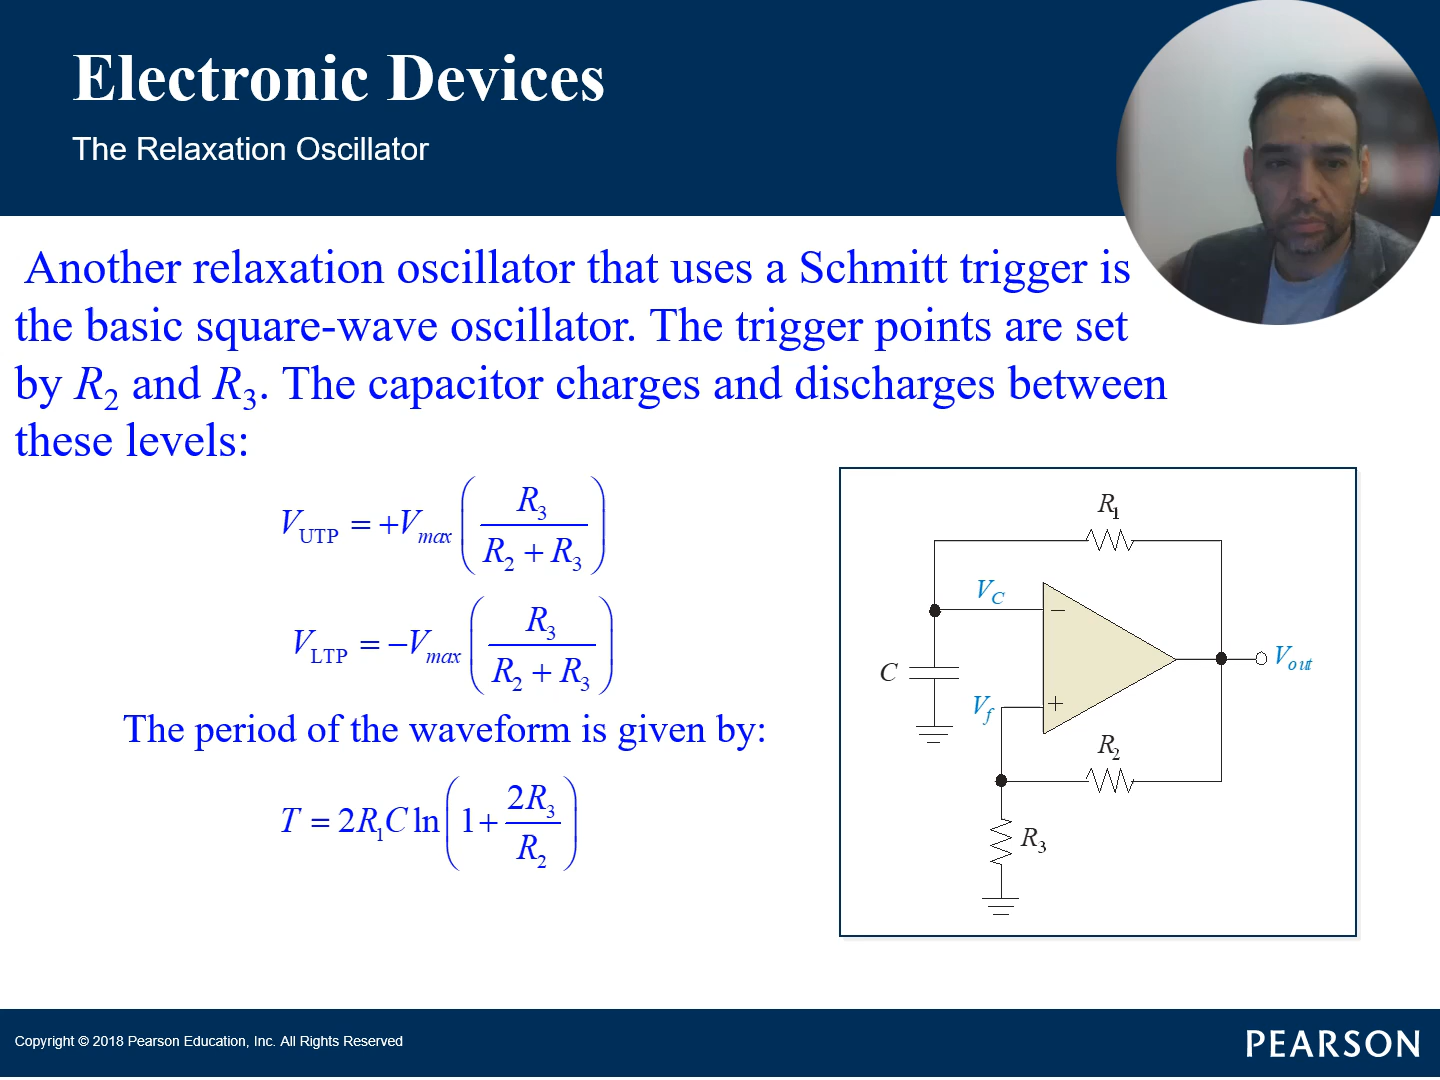 Electronic Devices
The Relaxation Oscillator
Another relaxation oscillator that uses a Schmitt trigger is
the basic square-wave oscillator. The trigger points are set
by R₂ and R₃. The capacitor charges and discharges between
these levels:
V_UTP = +V_max (R₃ / (R₂ + R₃))
V_LTP = −V_max (R₃ / (R₂ + R₃))
The period of the waveform is given by:
T = 2R₁C ln(1 + 2R₃ / R₂)
R₁
V_C
−
C
V_out
V_f
+
R₂
R₃
Copyright © 2018 Pearson Education, Inc. All Rights Reserved
PEARSON